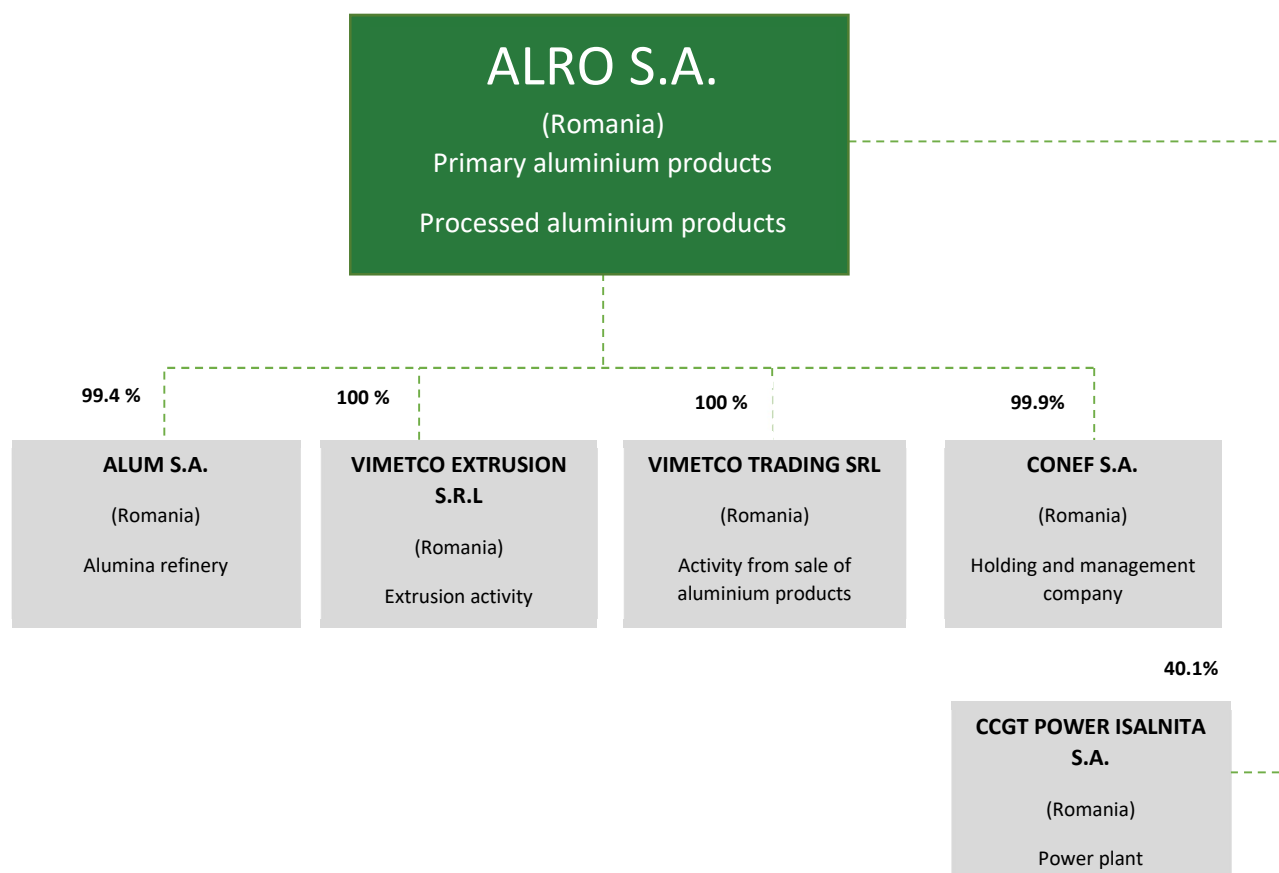 ALRO S.A.
(Romania)
Primary aluminium products
Processed aluminium products
99.4 %
100 %
100 %
99.9%
ALUM S.A.
(Romania)
Alumina refinery
VIMETCO EXTRUSION
S.R.L
(Romania)
Extrusion activity
VIMETCO TRADING SRL
(Romania)
Activity from sale of
aluminium products
CONEF S.A.
(Romania)
Holding and management
company
40.1%
CCGT POWER ISALNITA
S.A.
(Romania)
Power plant